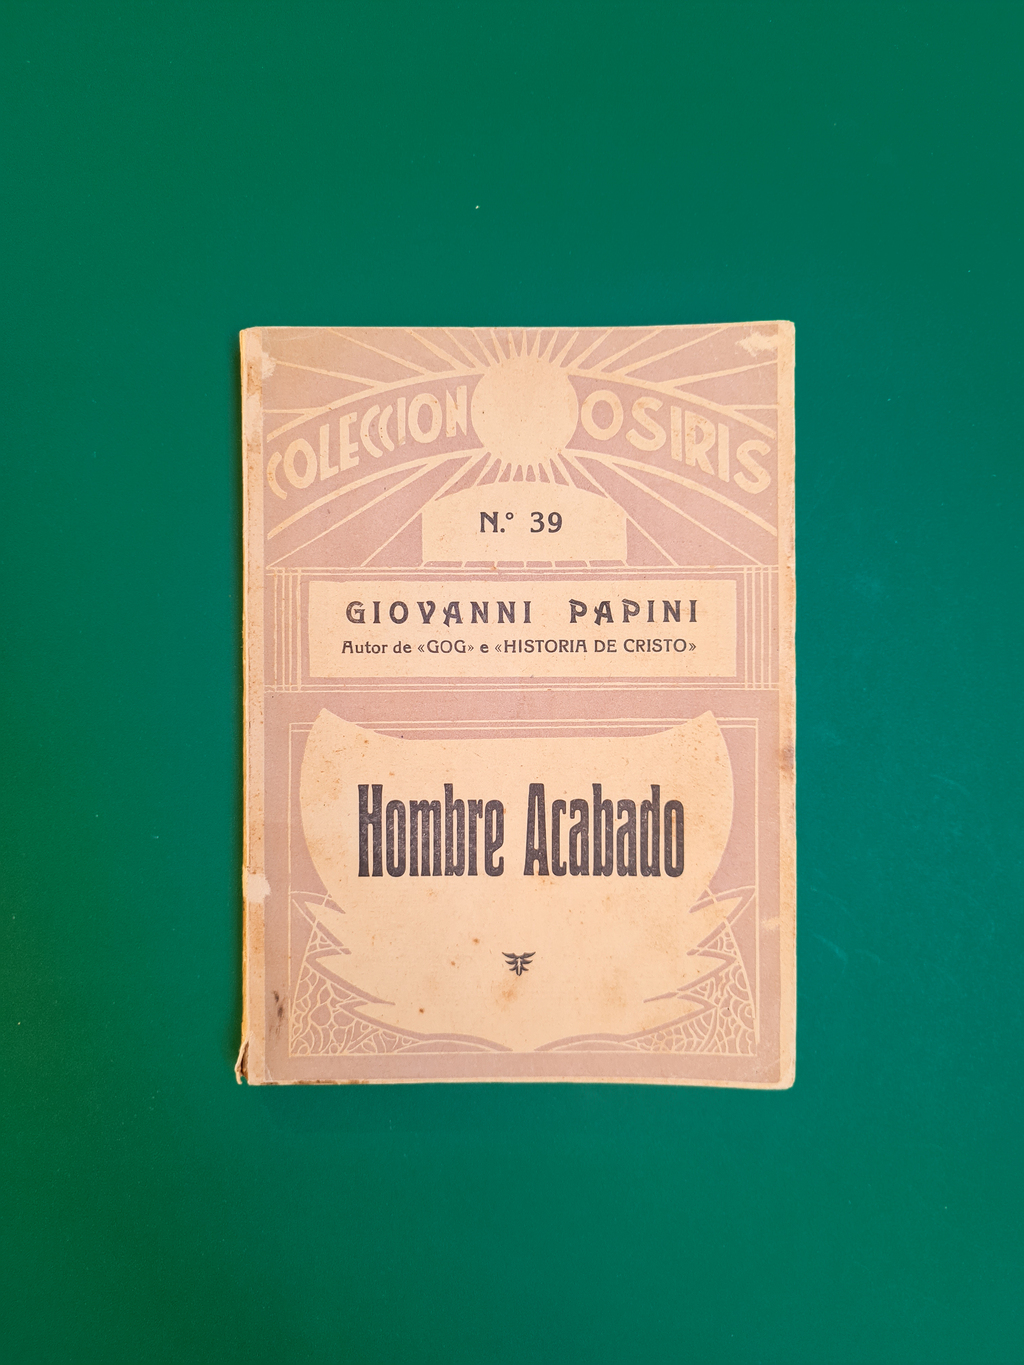 COLECCION OSIRIS
N.° 39
GIOVANNI PAPINI
Autor de «GOG» e «HISTORIA DE CRISTO»
Hombre Acabado